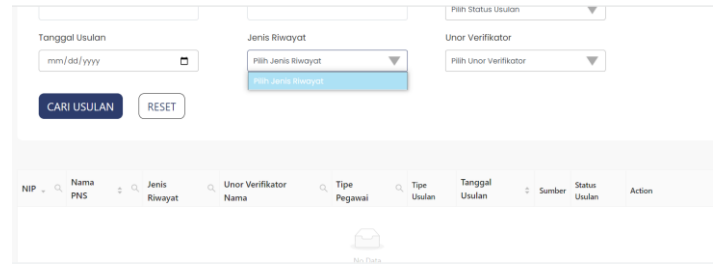 Pilih Status Usulan
Tanggal Usulan Jenis Riwayat Unor Verifikator
mm/dd/yyyy Pilih Jenis Riwayat Pilih Unor Verifikator
Pilih Jenis Riwayat
CARI USULAN RESET
NIP Nama PNS Jenis Riwayat Unor Verifikator Nama Tipe Pegawai Tipe Usulan Tanggal Usulan Sumber Status Usulan Action
No Data